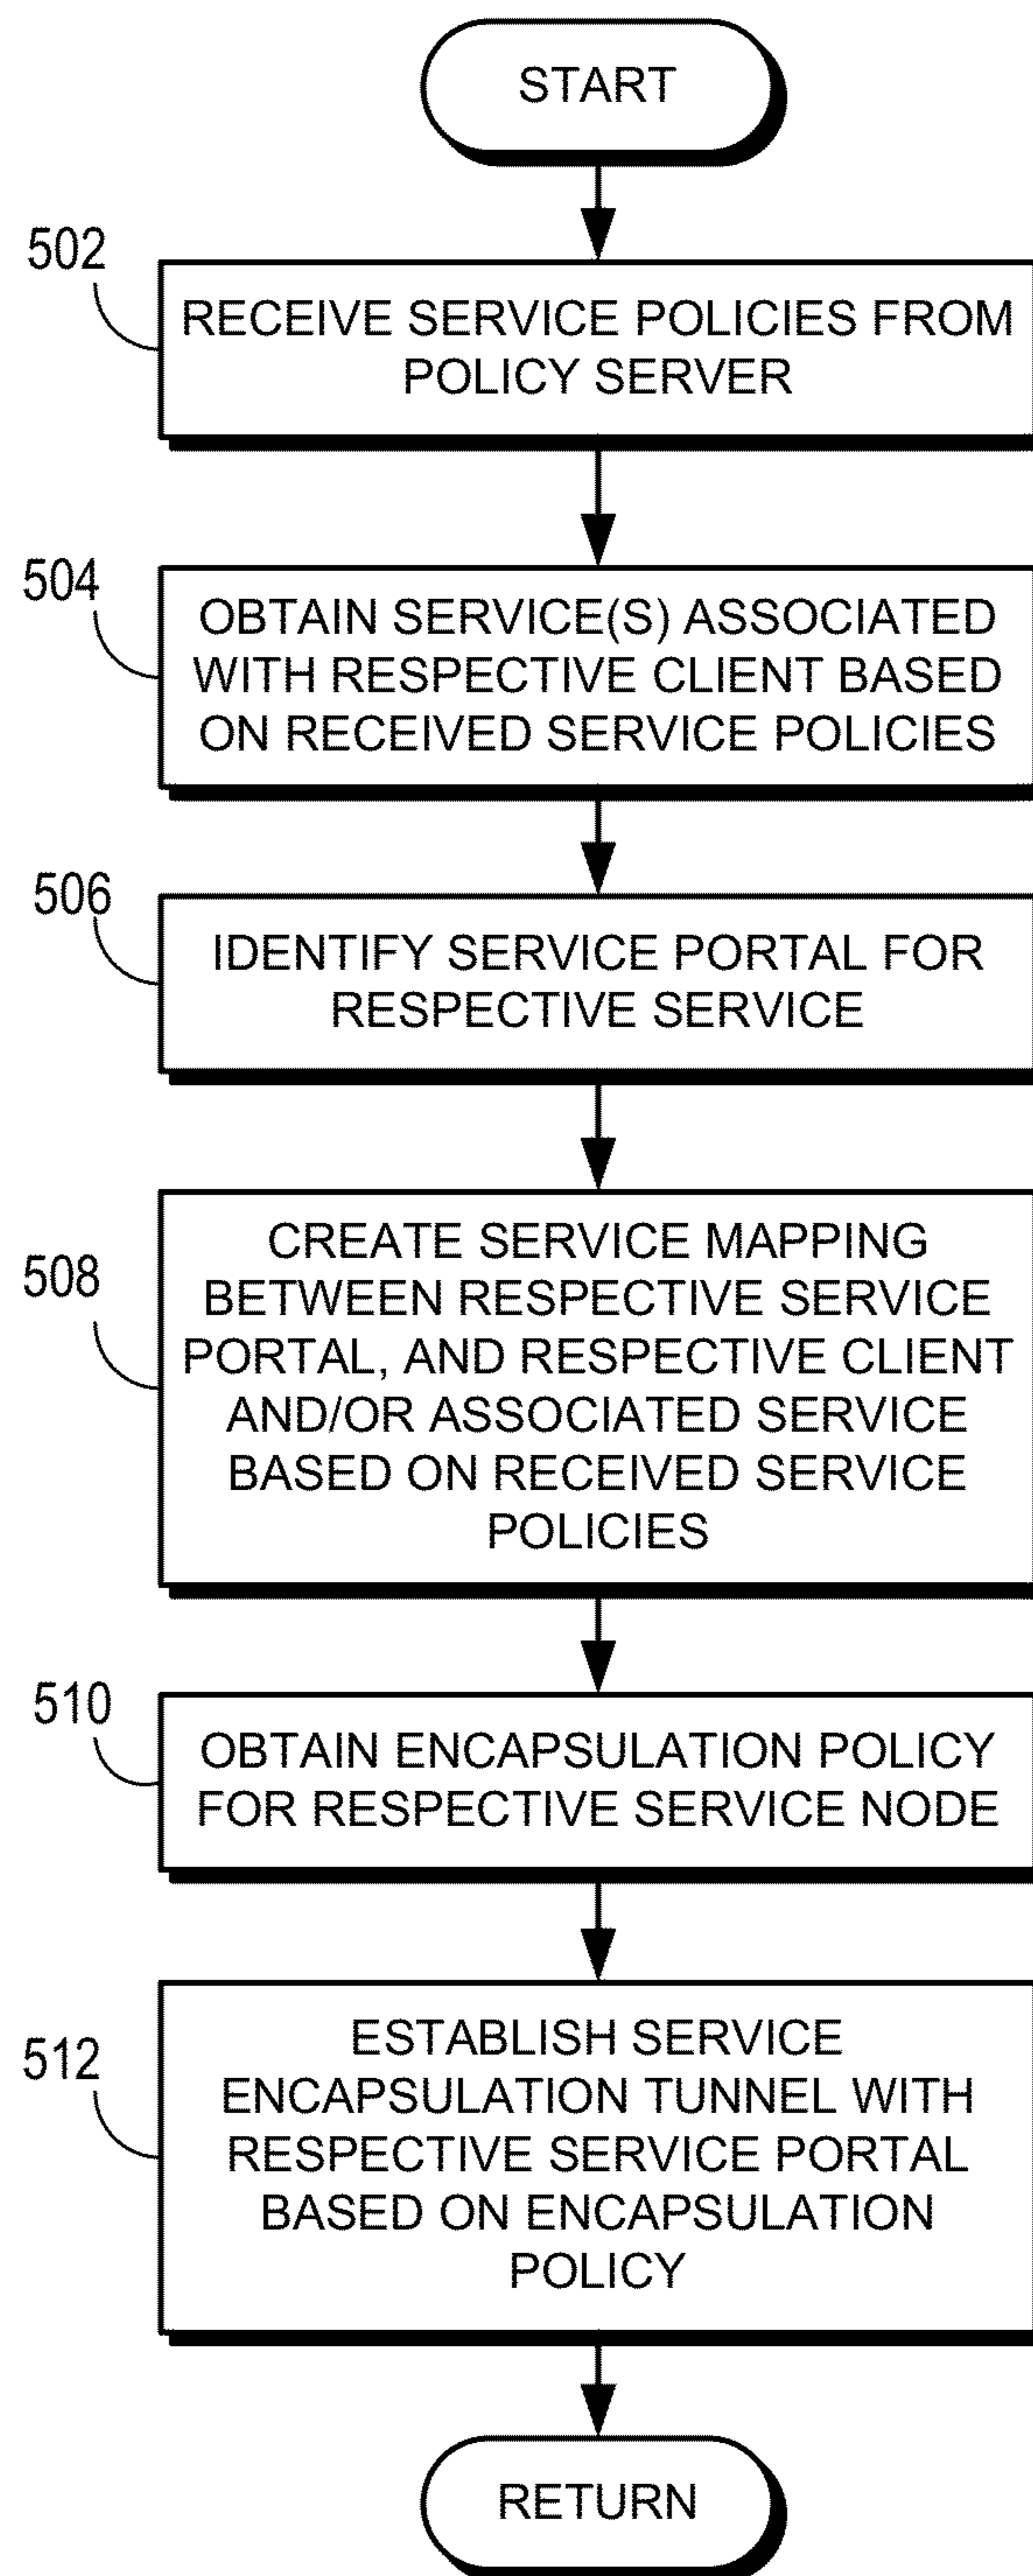 START
502
RECEIVE SERVICE POLICIES FROM
POLICY SERVER
504
OBTAIN SERVICE(S) ASSOCIATED
WITH RESPECTIVE CLIENT BASED
ON RECEIVED SERVICE POLICIES
506
IDENTIFY SERVICE PORTAL FOR
RESPECTIVE SERVICE
508
CREATE SERVICE MAPPING
BETWEEN RESPECTIVE SERVICE
PORTAL, AND RESPECTIVE CLIENT
AND/OR ASSOCIATED SERVICE
BASED ON RECEIVED SERVICE
POLICIES
510
OBTAIN ENCAPSULATION POLICY
FOR RESPECTIVE SERVICE NODE
512
ESTABLISH SERVICE
ENCAPSULATION TUNNEL WITH
RESPECTIVE SERVICE PORTAL
BASED ON ENCAPSULATION
POLICY
RETURN